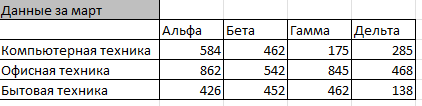 Данные за март
Альфа Бета Гамма Дельта
Компьютерная техника 584 462 175 285
Офисная техника 862 542 845 468
Бытовая техника 426 452 462 138